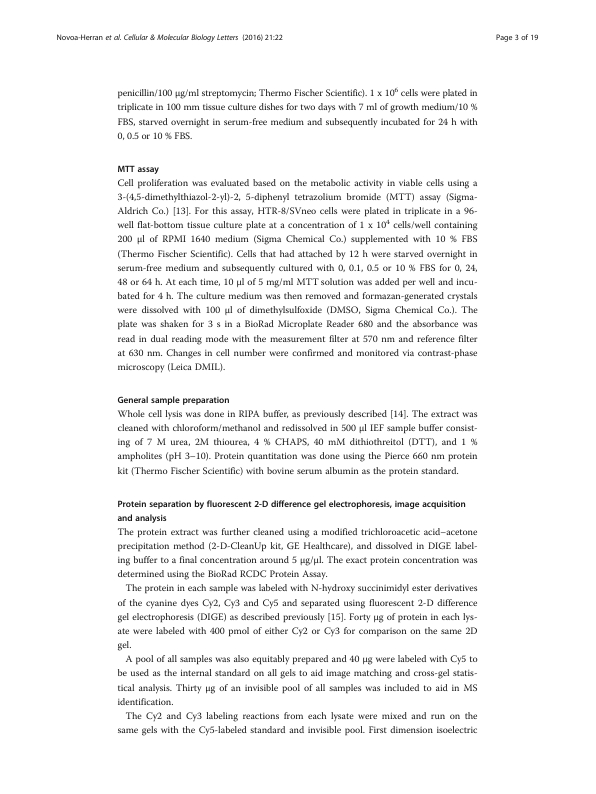 Novoa-Herran et al. Cellular & Molecular Biology Letters (2016) 21:22
Page 3 of 19
penicillin/100 μg/ml streptomycin; Thermo Fischer Scientific). 1 x 10⁶ cells were plated in
triplicate in 100 mm tissue culture dishes for two days with 7 ml of growth medium/10 %
FBS, starved overnight in serum-free medium and subsequently incubated for 24 h with
0, 0.5 or 10 % FBS.
MTT assay
Cell proliferation was evaluated based on the metabolic activity in viable cells using a
3-(4,5-dimethylthiazol-2-yl)-2, 5-diphenyl tetrazolium bromide (MTT) assay (Sigma-
Aldrich Co.) [13]. For this assay, HTR-8/SVneo cells were plated in triplicate in a 96-
well flat-bottom tissue culture plate at a concentration of 1 x 10⁴ cells/well containing
200 μl of RPMI 1640 medium (Sigma Chemical Co.) supplemented with 10 % FBS
(Thermo Fischer Scientific). Cells that had attached by 12 h were starved overnight in
serum-free medium and subsequently cultured with 0, 0.1, 0.5 or 10 % FBS for 0, 24,
48 or 64 h. At each time, 10 μl of 5 mg/ml MTT solution was added per well and incu-
bated for 4 h. The culture medium was then removed and formazan-generated crystals
were dissolved with 100 μl of dimethylsulfoxide (DMSO, Sigma Chemical Co.). The
plate was shaken for 3 s in a BioRad Microplate Reader 680 and the absorbance was
read in dual reading mode with the measurement filter at 570 nm and reference filter
at 630 nm. Changes in cell number were confirmed and monitored via contrast-phase
microscopy (Leica DMIL).
General sample preparation
Whole cell lysis was done in RIPA buffer, as previously described [14]. The extract was
cleaned with chloroform/methanol and redissolved in 500 μl IEF sample buffer consist-
ing of 7 M urea, 2M thiourea, 4 % CHAPS, 40 mM dithiothreitol (DTT), and 1 %
ampholites (pH 3–10). Protein quantitation was done using the Pierce 660 nm protein
kit (Thermo Fischer Scientific) with bovine serum albumin as the protein standard.
Protein separation by fluorescent 2-D difference gel electrophoresis, image acquisition
and analysis
The protein extract was further cleaned using a modified trichloroacetic acid–acetone
precipitation method (2-D-CleanUp kit, GE Healthcare), and dissolved in DIGE label-
ing buffer to a final concentration around 5 μg/μl. The exact protein concentration was
determined using the BioRad RCDC Protein Assay.
The protein in each sample was labeled with N-hydroxy succinimidyl ester derivatives
of the cyanine dyes Cy2, Cy3 and Cy5 and separated using fluorescent 2-D difference
gel electrophoresis (DIGE) as described previously [15]. Forty μg of protein in each lys-
ate were labeled with 400 pmol of either Cy2 or Cy3 for comparison on the same 2D
gel.
A pool of all samples was also equitably prepared and 40 μg were labeled with Cy5 to
be used as the internal standard on all gels to aid image matching and cross-gel statis-
tical analysis. Thirty μg of an invisible pool of all samples was included to aid in MS
identification.
The Cy2 and Cy3 labeling reactions from each lysate were mixed and run on the
same gels with the Cy5-labeled standard and invisible pool. First dimension isoelectric